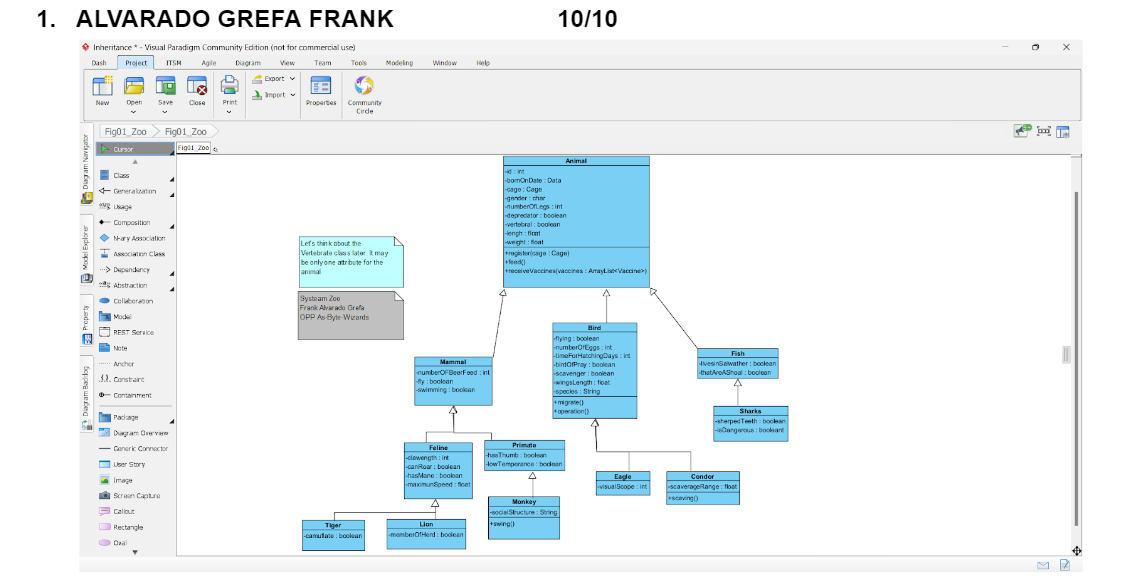 1. ALVARADO GREFA FRANK 10/10
Inheritance * - Visual Paradigm Community Edition (not for commercial use)
Dash Project ITSM Agile Diagram View Team Tools Modeling Window Help
New Open Save Close Print Export Import Properties Community Circle
Fig01_Zoo Fig01_Zoo
Diagram Navigator
Model Explorer
Property
Diagram Backlog
Cursor
Class
Generalization
Usage
Composition
N-ary Association
Association Class
Dependency
Abstraction
Collaboration
Model
REST Service
Note
Anchor
Constraint
Containment
Package
Diagram Overview
Generic Connector
User Story
Image
Screen Capture
Callout
Rectangle
Oval
Fig01_Zoo
Animal
-id : int
-bornOnDate : Data
-cage : Cage
-gender : char
-numberOfLegs : int
-depredator : boolean
-vertebral : boolean
-lengh : float
-weight : float
+register(cage : Cage)
+feed()
+receiveVaccines(vaccines : ArrayList<Vaccine>)
Let's think about the
Vertebrate class later. It may
be only one attribute for the
animal
Systeam Zoo
Frank Alvarado Grefa
OPP As-Byte-Wizards
Mammal
-numberOFBeerFeed : int
-fly : boolean
-swimming : boolean
Bird
-flying : boolean
-numberOfEggs : int
-timeForHatchingDays : int
-birdOfPray : boolean
-scavenger : boolean
-wingsLength : float
-species : String
+migrate()
+operation()
Fish
-livesinSalwather : boolean
-thatAreAShoal : boolean
Sharks
-sherpedTeeth : boolean
-isDangerous : booleant
Feline
-clawength : int
-canRoar : boolean
-hasMane : boolean
-maximunSpeed : float
Primate
-hasThumb : boolean
-lowTemperance : boolean
Eagle
-visualScope : int
Condor
-scaverageRange : float
+scaving()
Monkey
-socialStructure : String
+swing()
Tiger
-camuflate : boolean
Lion
-memberOfHerd : boolean